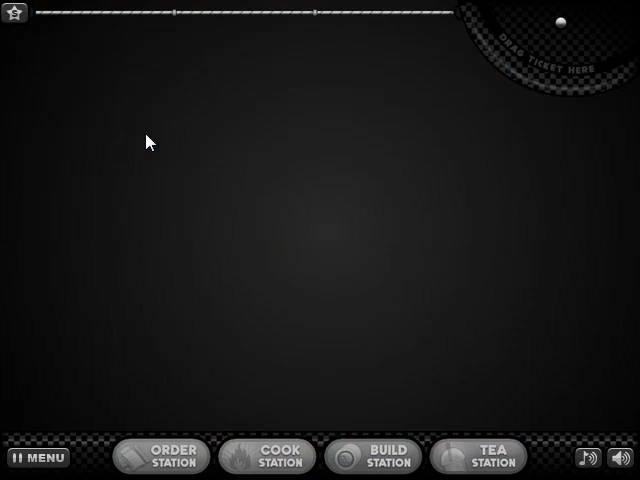 DRAG TICKET HERE
MENU
ORDER
STATION
COOK
STATION
BUILD
STATION
TEA
STATION